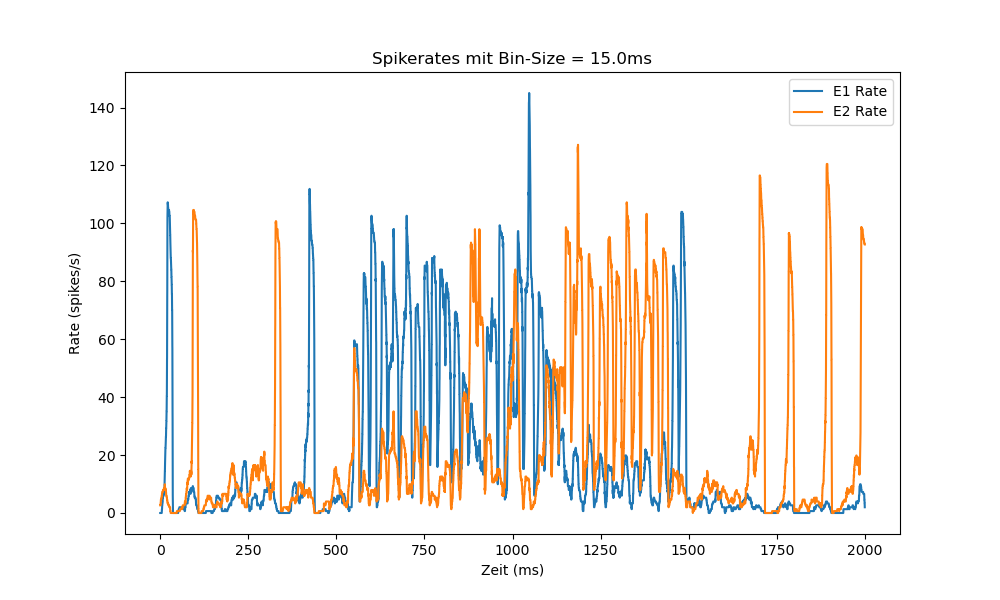 Spikerates mit Bin-Size = 15.0ms
E1 Rate
E2 Rate
Rate (spikes/s)
140
120
100
80
60
40
20
0
0 250 500 750 1000 1250 1500 1750 2000
Zeit (ms)